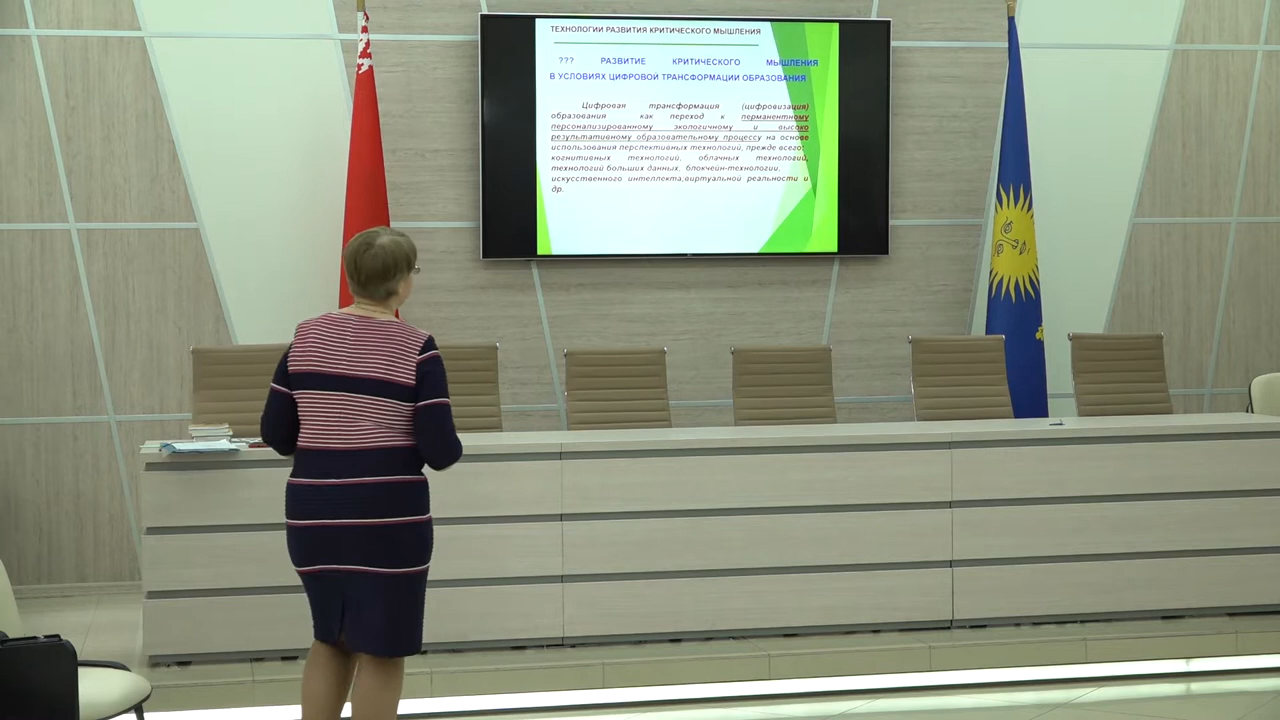 ТЕХНОЛОГИИ РАЗВИТИЯ КРИТИЧЕСКОГО МЫШЛЕНИЯ
??? РАЗВИТИЕ КРИТИЧЕСКОГО МЫШЛЕНИЯ
В УСЛОВИЯХ ЦИФРОВОЙ ТРАНСФОРМАЦИИ ОБРАЗОВАНИЯ
Цифровая трансформация (цифровизация)
образования как переход к перманентному
персонализированному экологичному и высоко
результативному образовательному процессу на основе
использования перспективных технологий, прежде всего:
когнитивных технологий, облачных технологий,
технологий больших данных, блокчейн-технологии,
искусственного интеллекта,виртуальной реальности и
др.